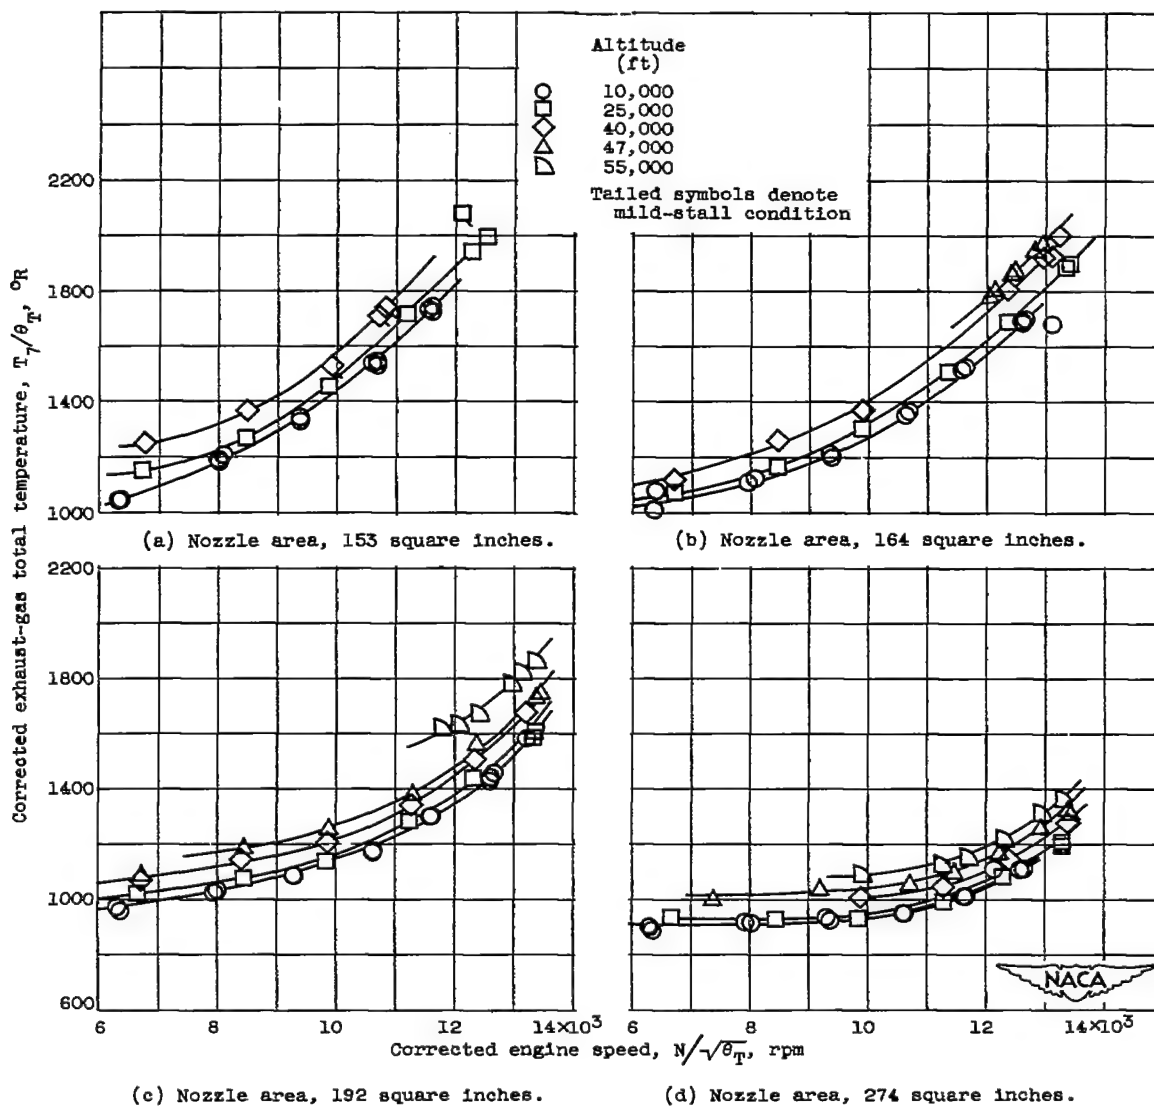 Altitude
(ft)
10,000
25,000
40,000
47,000
55,000
Tailed symbols denote
mild-stall condition
2200
1800
1400
1000
(a) Nozzle area, 153 square inches.
(b) Nozzle area, 164 square inches.
Corrected exhaust-gas total temperature, T₇/θ_T, °R
2200
1800
1400
1000
600
NACA
6 8 10 12 14×10³ 6 8 10 12 14×10³
Corrected engine speed, N/√θ_T, rpm
(c) Nozzle area, 192 square inches.
(d) Nozzle area, 274 square inches.